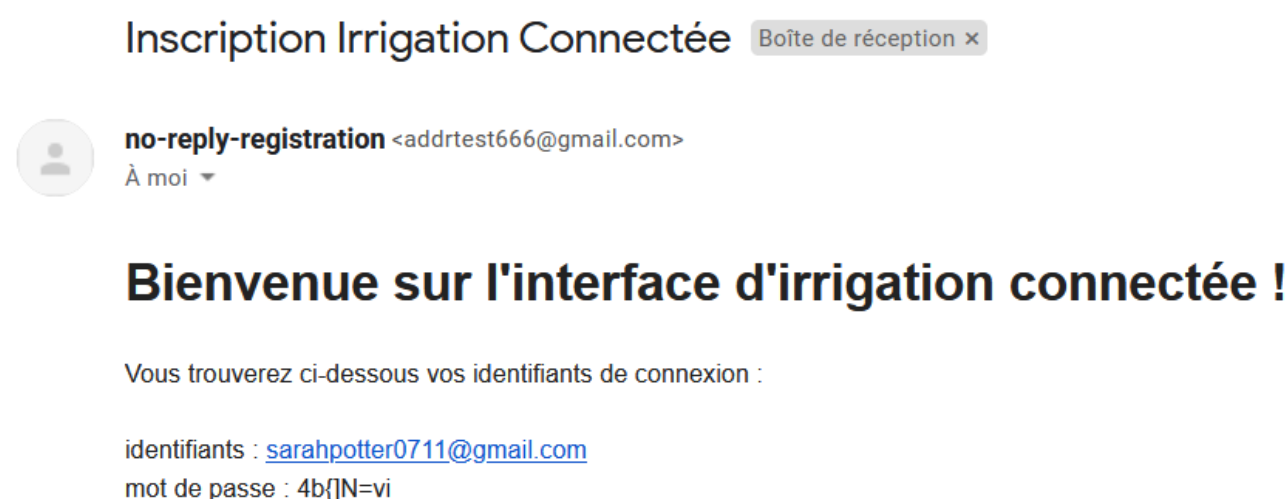 Inscription Irrigation Connectée Boîte de réception ×
no-reply-registration <addrtest666@gmail.com>
À moi
Bienvenue sur l'interface d'irrigation connectée !
Vous trouverez ci-dessous vos identifiants de connexion :
identifiants : sarahpotter0711@gmail.com
mot de passe : 4b{]N=vi